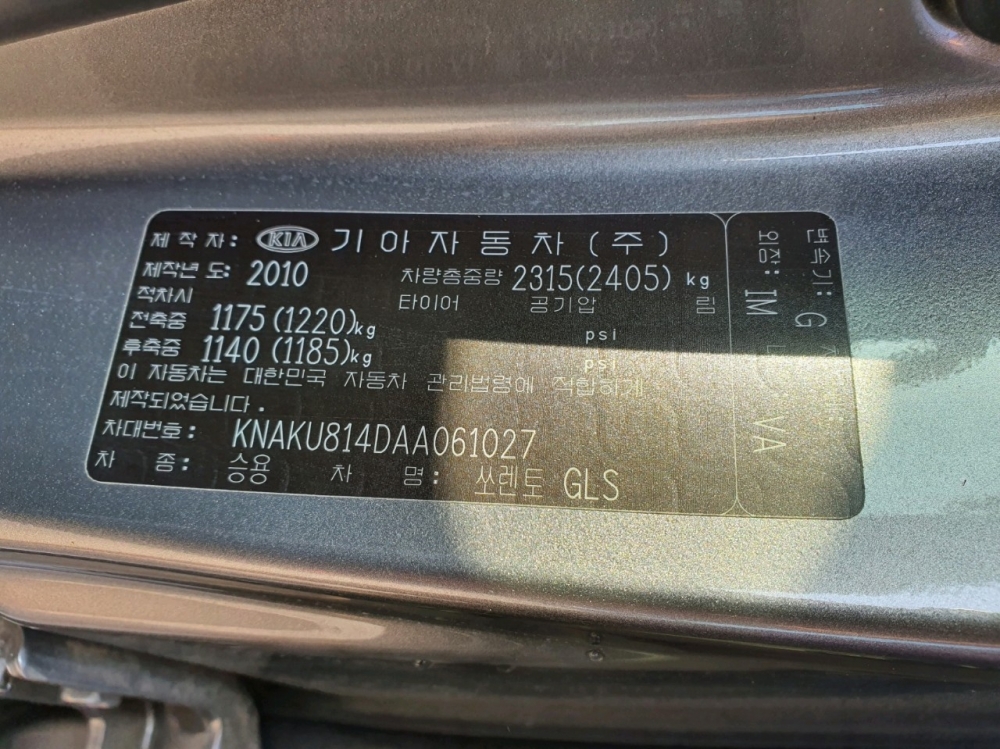 제 작 자 : KIA 기 아 자 동 차 ( 주 )
제작년 도: 2010 차량총중량 2315(2405) kg
적차시 타이어 공기압 림
전축중 1175 (1220)kg psi
후축중 1140 (1185)kg psi
이 자동차는 대한민국 자동차 관리법령에 적합하게
제작되었습니다 .
차대번호 : KNAKU814DAA061027
차 종 : 승용 차 명 : 쏘렌토 GLS
변속기: G
외장: IM
VA